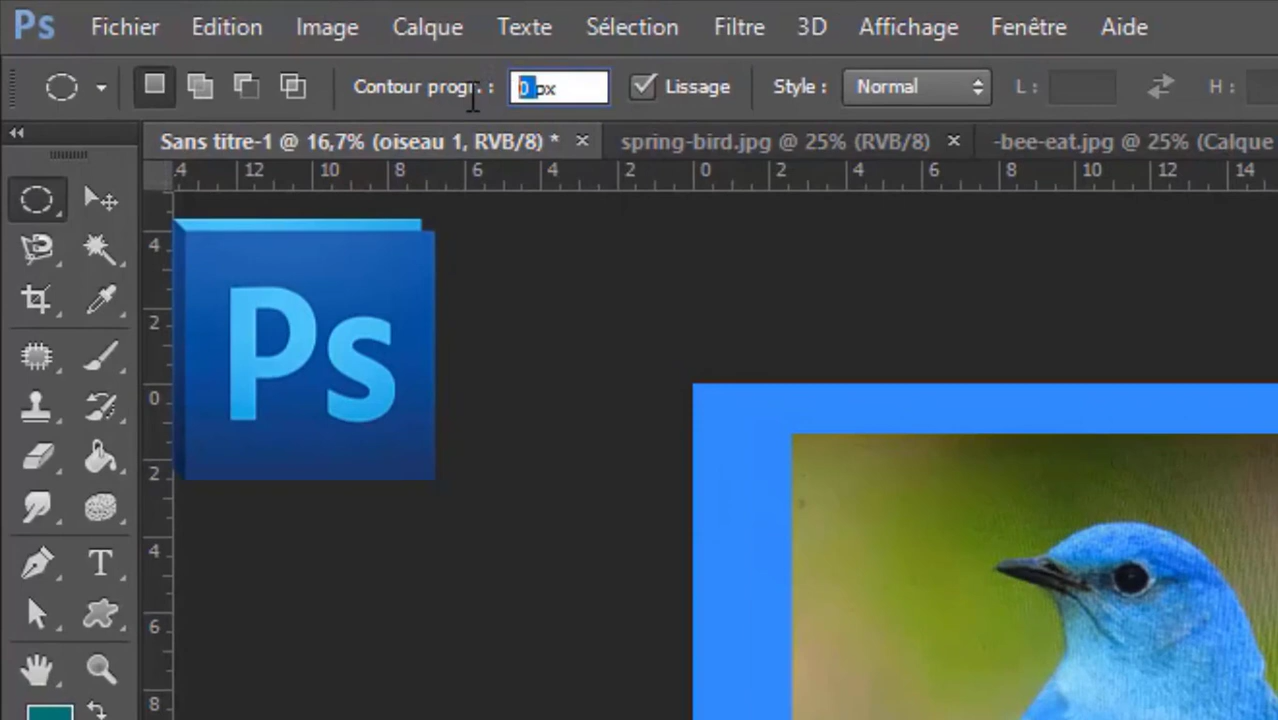 Ps Fichier Edition Image Calque Texte Sélection Filtre 3D Affichage Fenêtre Aide
Contour progr. : 0 px Lissage Style : Normal L : H :
Sans titre-1 @ 16,7% (oiseau 1, RVB/8) * spring-bird.jpg @ 25% (RVB/8) -bee-eat.jpg @ 25% (Calque
4 12 10 8 6 4 2 0 2 4 6 8 10 12 14
4
2
0
2
4
6
8
Ps
T